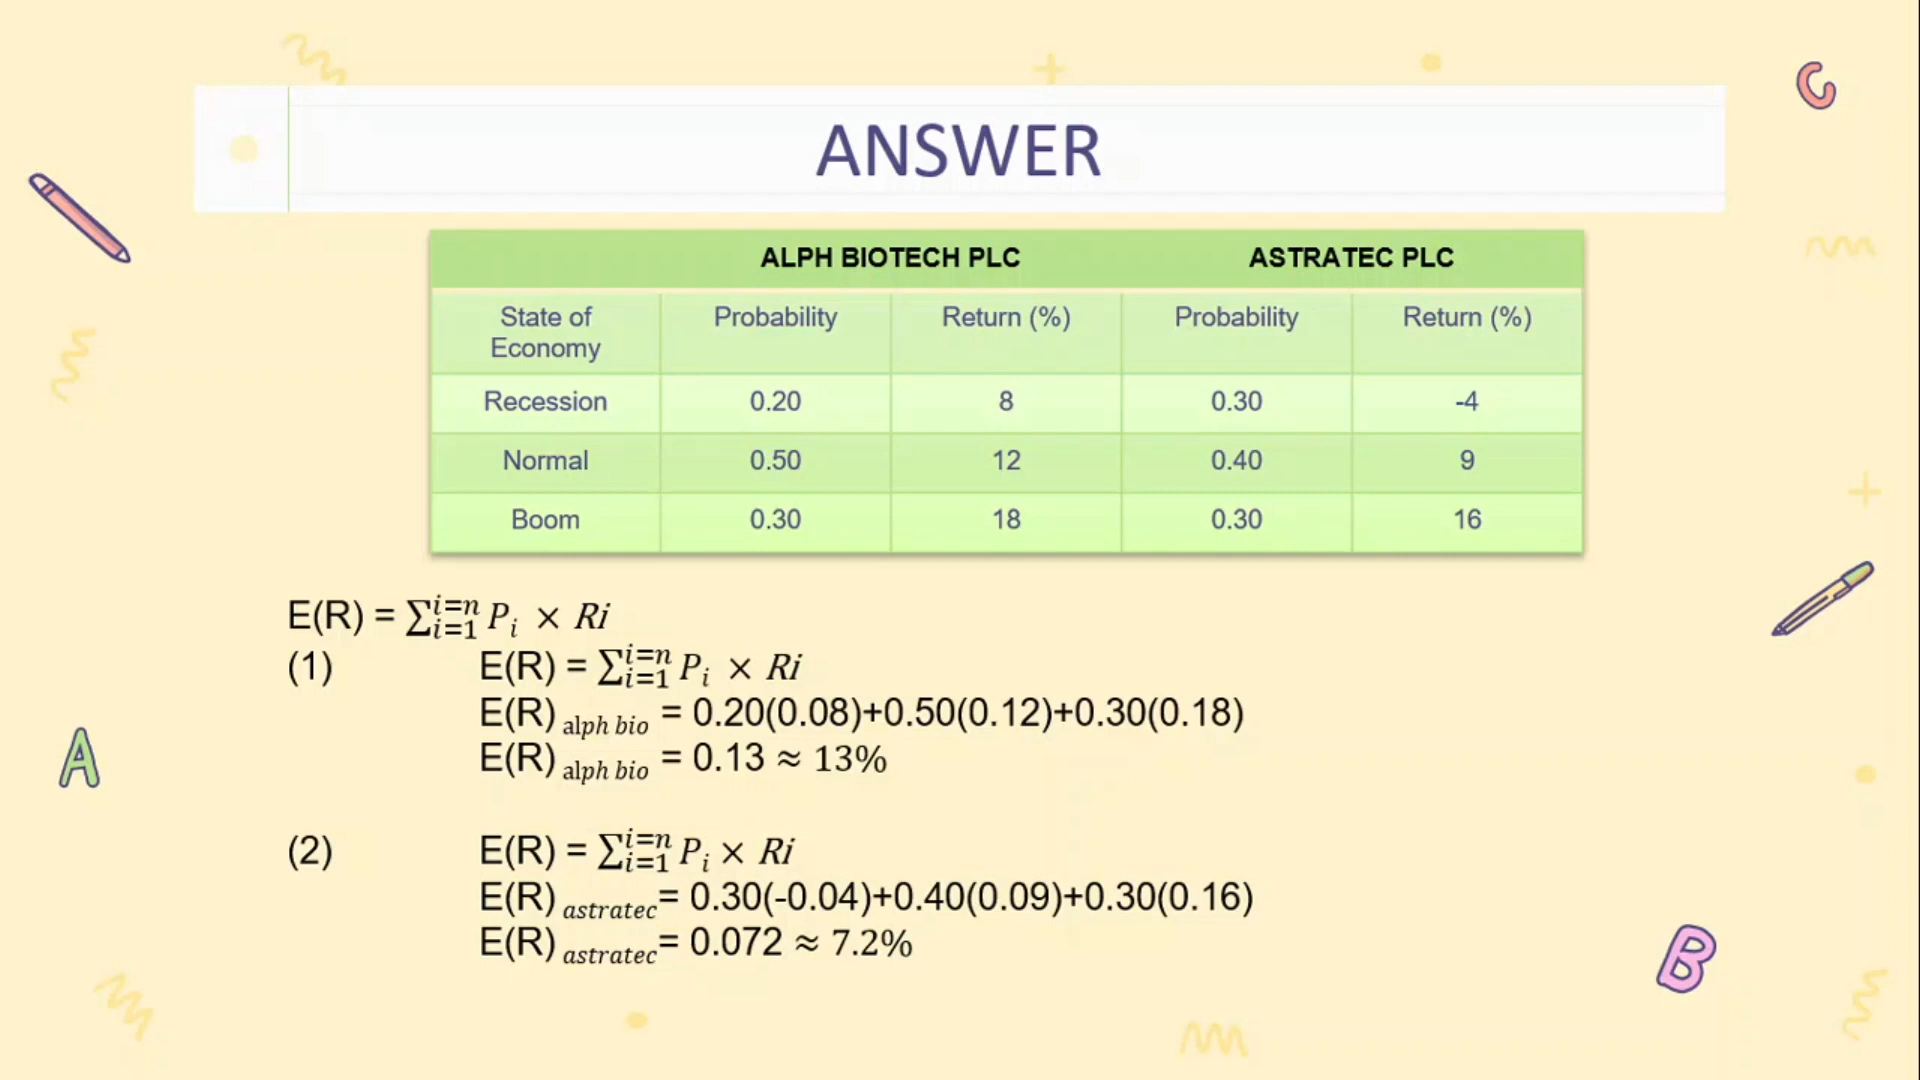 C
ANSWER
ALPH BIOTECH PLC ASTRATEC PLC
State of Economy Probability Return (%) Probability Return (%)
Recession 0.20 8 0.30 -4
Normal 0.50 12 0.40 9
Boom 0.30 18 0.30 16
E(R) = ∑_{i=1}^{i=n} P_i × Ri
(1) E(R) = ∑_{i=1}^{i=n} P_i × Ri
E(R) alph bio = 0.20(0.08)+0.50(0.12)+0.30(0.18)
E(R) alph bio = 0.13 ≈ 13%
A
(2) E(R) = ∑_{i=1}^{i=n} P_i × Ri
E(R) astratec= 0.30(-0.04)+0.40(0.09)+0.30(0.16)
E(R) astratec= 0.072 ≈ 7.2%
B